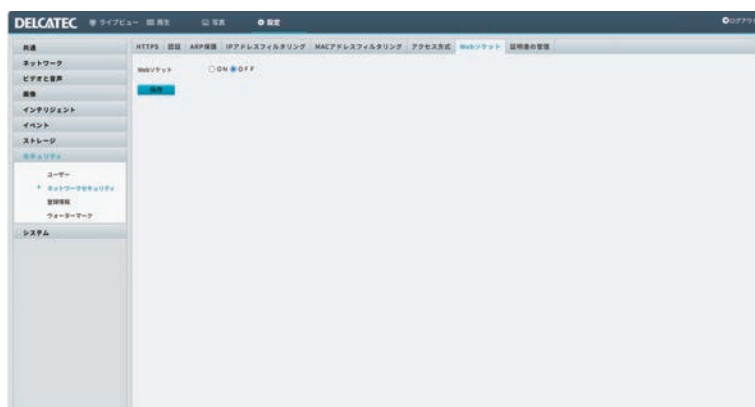 DELCATEC ライブビュー 再生 写真 設定 ログアウト
共通
ネットワーク
ビデオと音声
画像
インテリジェント
イベント
ストレージ
セキュリティ
ユーザー
ネットワークセキュリティ
登録情報
ウォーターマーク
システム
HTTPS 認証 ARP保護 IPアドレスフィルタリング MACアドレスフィルタリング アクセス方式 Webソケット 証明書の管理
Webソケット ON OFF
保存